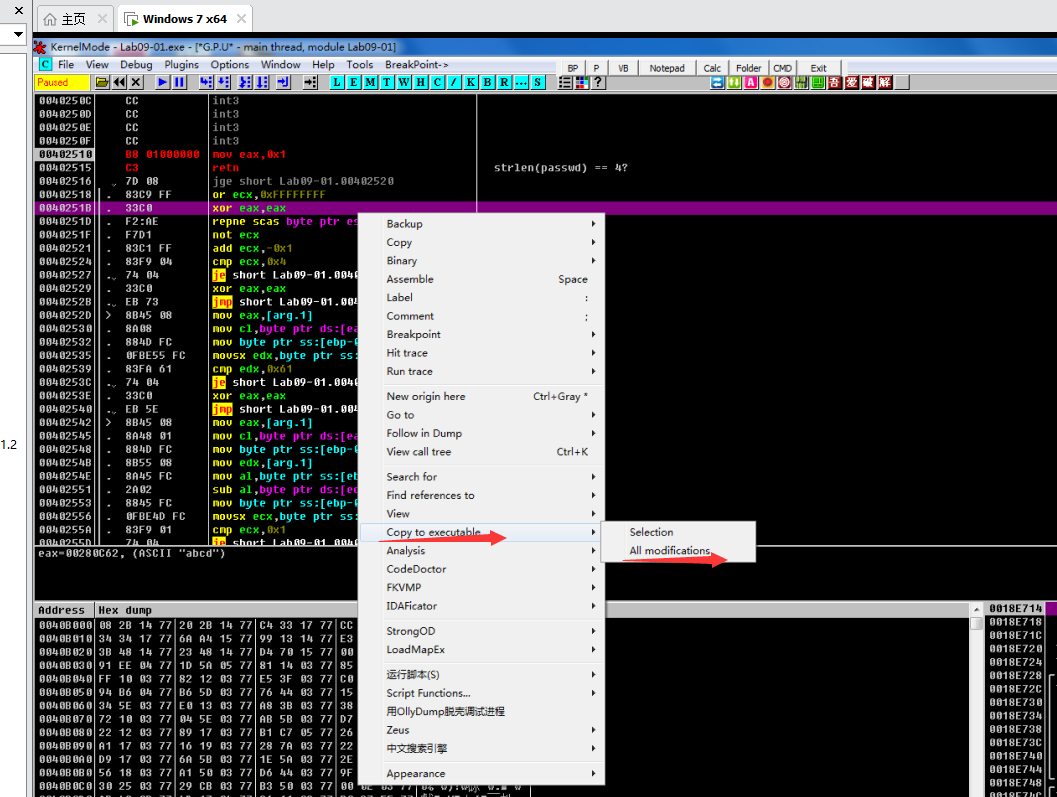 主页
Windows 7 x64
KernelMode - Lab09-01.exe - [*G.P.U* - main thread, module Lab09-01]
File View Debug Plugins Options Window Help Tools BreakPoint->
BP P VB Notepad Calc Folder CMD Exit
Paused L E M T W H C / K B R ... S ? 吾 爱 破 解
0040250C CC int3
0040250D CC int3
0040250E CC int3
0040250F CC int3
00402510 B8 01000000 mov eax,0x1
00402515 C3 retn strlen(passwd) == 4?
00402516 7D 08 jge short Lab09-01.00402520
00402518 . 83C9 FF or ecx,0xFFFFFFFF
0040251B . 33C0 xor eax,eax
0040251D . F2:AE repne scas byte ptr es
0040251F . F7D1 not ecx
00402521 . 83C1 FF add ecx,-0x1
00402524 . 83F9 04 cmp ecx,0x4
00402527 . 74 04 je short Lab09-01.0040
00402529 . 33C0 xor eax,eax
0040252B . EB 73 jmp short Lab09-01.0040
0040252D > 8B45 08 mov eax,[arg.1]
00402530 . 8A08 mov cl,byte ptr ds:[ea
00402532 . 884D FC mov byte ptr ss:[ebp-0
00402535 . 0FBE55 FC movsx edx,byte ptr ss:
00402539 . 83FA 61 cmp edx,0x61
0040253C . 74 04 je short Lab09-01.0040
0040253E . 33C0 xor eax,eax
00402540 . EB 5E jmp short Lab09-01.0040
00402542 > 8B45 08 mov eax,[arg.1]
00402545 . 8A48 01 mov cl,byte ptr ds:[ea
00402548 . 884D FC mov byte ptr ss:[ebp-0
0040254B . 8B55 08 mov edx,[arg.1]
0040254E . 8A45 FC mov al,byte ptr ss:[eb
00402551 . 2A02 sub al,byte ptr ds:[ed
00402553 . 8845 FC mov byte ptr ss:[ebp-0
00402556 . 0FBE4D FC movsx ecx,byte ptr ss:
0040255A . 83F9 01 cmp ecx,0x1
0040255D . 74 04 je short Lab09-01.0040
eax=00280C62, (ASCII "abcd")
1.2
Backup
Copy
Binary
Assemble Space
Label :
Comment ;
Breakpoint
Hit trace
Run trace
New origin here Ctrl+Gray *
Go to
Follow in Dump
View call tree Ctrl+K
Search for
Find references to
View
Copy to executable
Analysis
CodeDoctor
FKVMP
IDAFicator
StrongOD
LoadMapEx
运行脚本(S)
Script Functions...
用OllyDump脱壳调试进程
Zeus
中文搜索引擎
Appearance
Selection
All modifications
Address Hex dump
0040B000 08 2B 14 77 20 2B 14 77 C4 33 17 77 CC
0040B010 34 34 17 77 6A A4 15 77 99 13 14 77 E3
0040B020 3B 48 14 77 23 48 14 77 D4 70 15 77 00
0040B030 91 EE 04 77 1D 5A 05 77 81 14 03 77 85
0040B040 FF 10 03 77 82 12 03 77 E5 3F 03 77 C0
0040B050 94 B6 04 77 B6 5D 03 77 76 44 03 77 15
0040B060 34 5E 03 77 E0 13 03 77 A8 3B 03 77 38
0040B070 72 10 03 77 04 5E 03 77 AB 5B 03 77 D7
0040B080 22 12 03 77 89 17 03 77 B1 C7 05 77 26
0040B090 A1 17 03 77 16 19 03 77 28 7A 03 77 22
0040B0A0 D9 17 03 77 6A 5B 03 77 1E 5A 03 77 2E
0040B0B0 56 18 03 77 A1 50 03 77 D6 44 03 77 9F
0040B0C0 30 25 03 77 29 CB 03 77 B3 50 03 77 00
0018E714
0018E718
0018E71C
0018E720
0018E724
0018E728
0018E72C
0018E730
0018E734
0018E738
0018E73C
0018E740
0018E744
0018E748
0018E74C